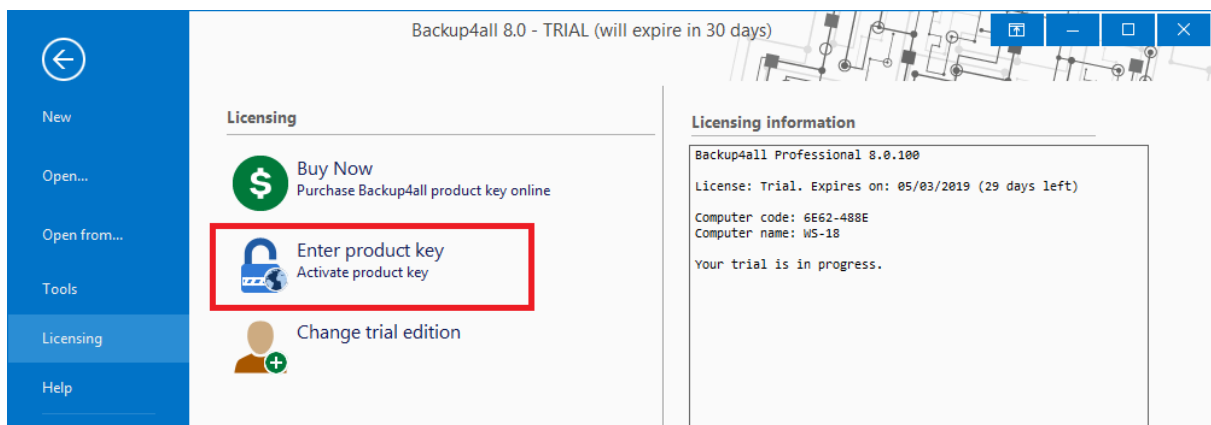 Backup4all 8.0 - TRIAL (will expire in 30 days)
New
Open...
Open from...
Tools
Licensing
Help
Licensing
Buy Now
Purchase Backup4all product key online
Enter product key
Activate product key
Change trial edition
Licensing information
Backup4all Professional 8.0.100
License: Trial. Expires on: 05/03/2019 (29 days left)
Computer code: 6E62-488E
Computer name: WS-18
Your trial is in progress.